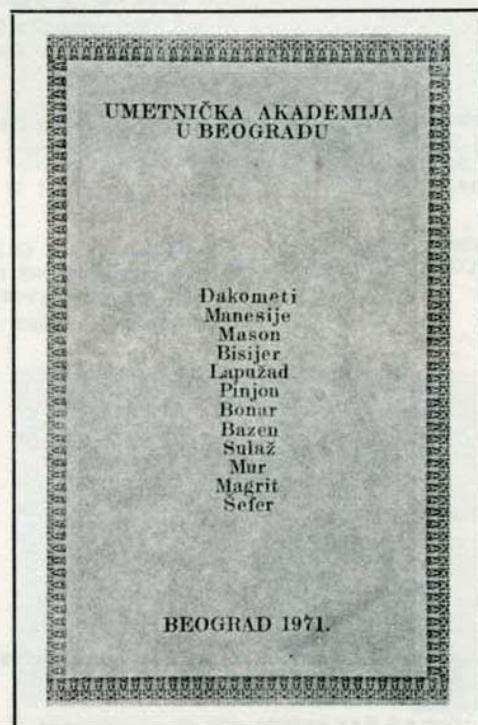 UMETNIČKA AKADEMIJA
U BEOGRADU
Đakometi
Manesije
Mason
Bisijer
Lapužad
Pinjon
Bonar
Bazen
Sulaž
Mur
Magrit
Šefer
BEOGRAD 1971.